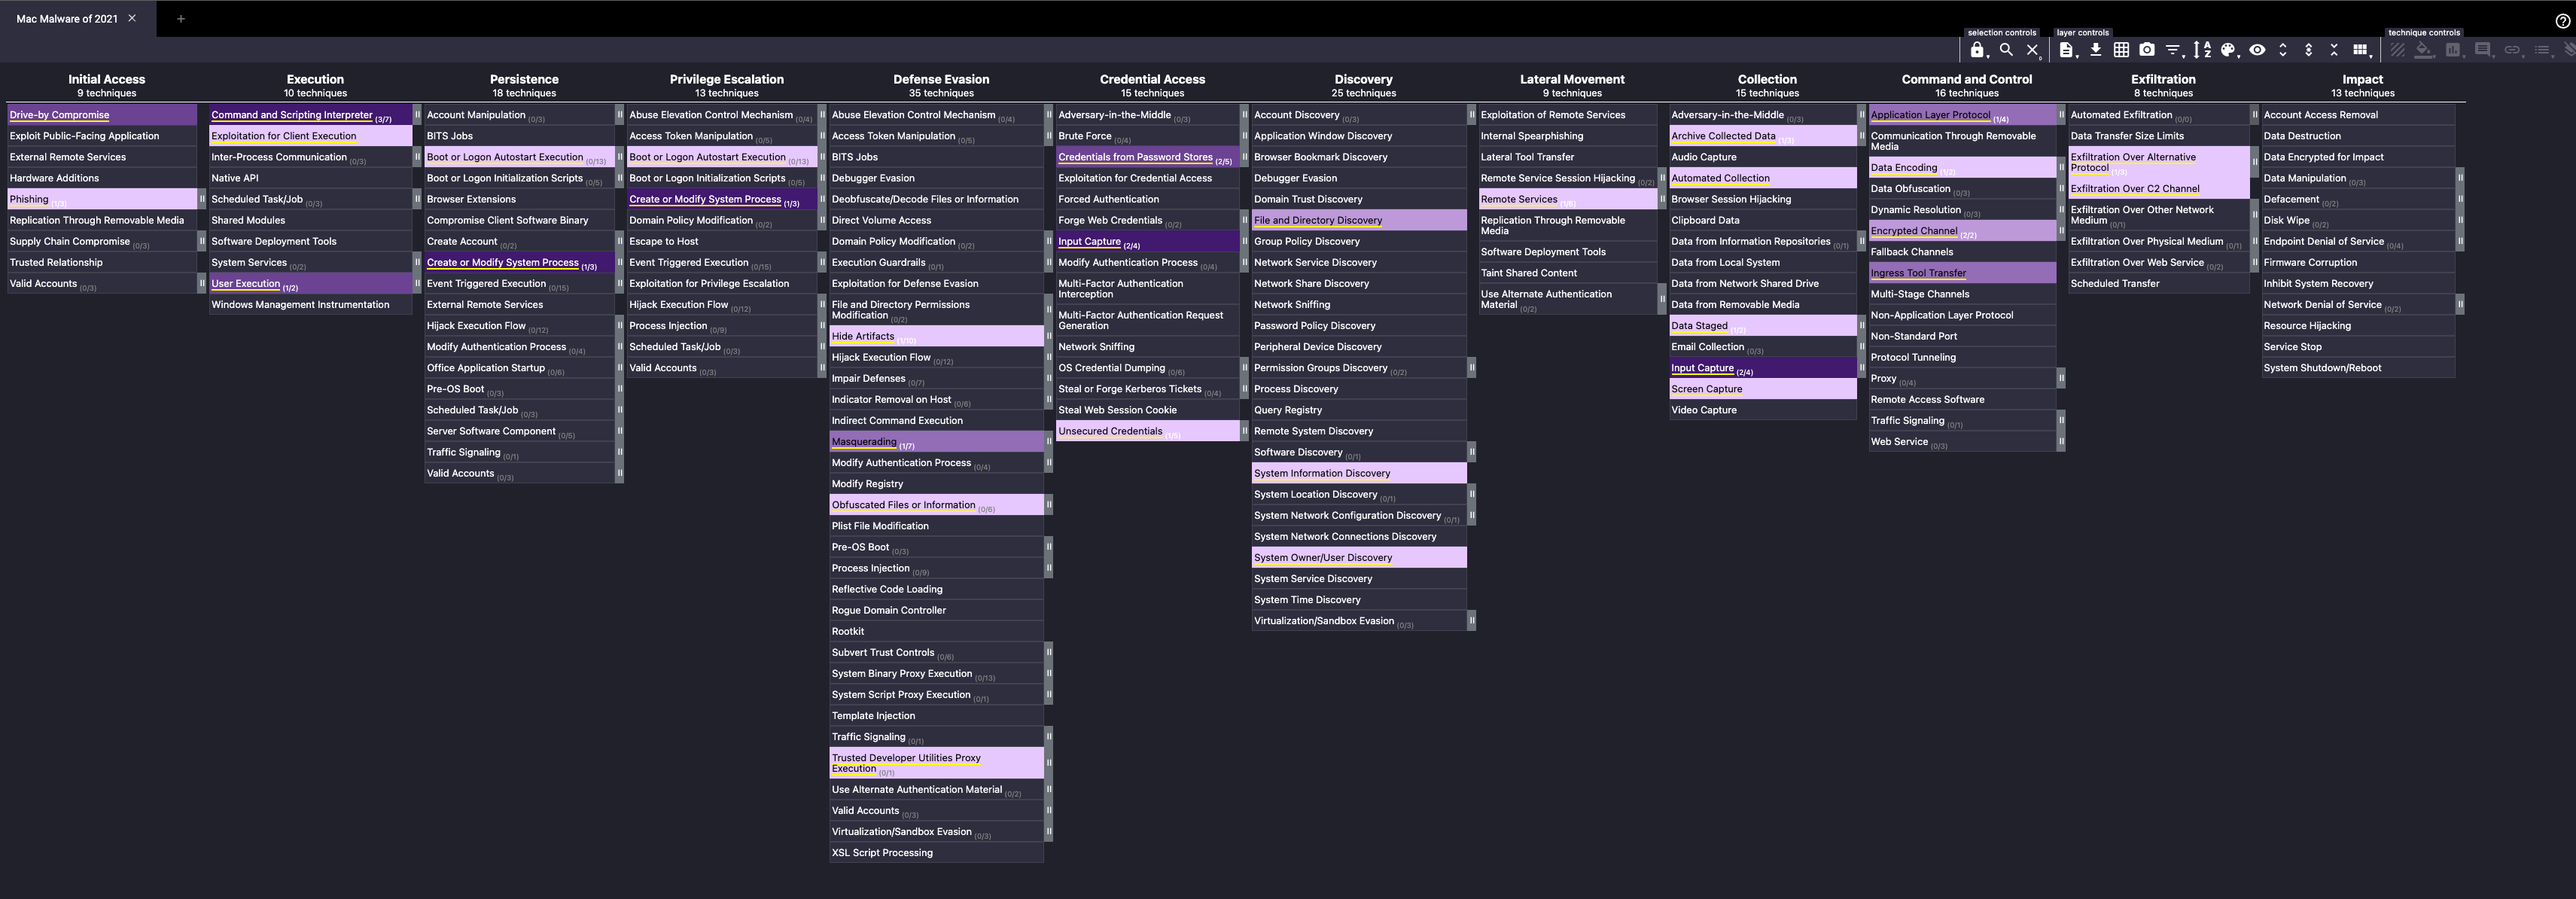 Mac Malware of 2021
selection controls
layer controls
technique controls
Initial Access
9 techniques
Drive-by Compromise
Exploit Public-Facing Application
External Remote Services
Hardware Additions
Phishing (1/3)
Replication Through Removable Media
Supply Chain Compromise (0/3)
Trusted Relationship
Valid Accounts (0/3)
Execution
10 techniques
Command and Scripting Interpreter (3/7)
Exploitation for Client Execution
Inter-Process Communication (0/3)
Native API
Scheduled Task/Job (0/3)
Shared Modules
Software Deployment Tools
System Services (0/2)
User Execution (1/2)
Windows Management Instrumentation
Persistence
18 techniques
Account Manipulation (0/3)
BITS Jobs
Boot or Logon Autostart Execution (0/13)
Boot or Logon Initialization Scripts (0/5)
Browser Extensions
Compromise Client Software Binary
Create Account (0/2)
Create or Modify System Process (1/3)
Event Triggered Execution (0/15)
External Remote Services
Hijack Execution Flow (0/12)
Modify Authentication Process (0/4)
Office Application Startup (0/6)
Pre-OS Boot (0/3)
Scheduled Task/Job (0/3)
Server Software Component (0/5)
Traffic Signaling (0/1)
Valid Accounts (0/3)
Privilege Escalation
13 techniques
Abuse Elevation Control Mechanism (0/4)
Access Token Manipulation (0/5)
Boot or Logon Autostart Execution (0/13)
Boot or Logon Initialization Scripts (0/5)
Create or Modify System Process (1/3)
Domain Policy Modification (0/2)
Escape to Host
Event Triggered Execution (0/15)
Exploitation for Privilege Escalation
Hijack Execution Flow (0/12)
Process Injection (0/9)
Scheduled Task/Job (0/3)
Valid Accounts (0/3)
Defense Evasion
35 techniques
Abuse Elevation Control Mechanism (0/4)
Access Token Manipulation (0/5)
BITS Jobs
Debugger Evasion
Deobfuscate/Decode Files or Information
Direct Volume Access
Domain Policy Modification (0/2)
Execution Guardrails (0/1)
Exploitation for Defense Evasion
File and Directory Permissions
Modification (0/2)
Hide Artifacts (1/10)
Hijack Execution Flow (0/12)
Impair Defenses (0/7)
Indicator Removal on Host (0/6)
Indirect Command Execution
Masquerading (1/7)
Modify Authentication Process (0/4)
Modify Registry
Obfuscated Files or Information (0/6)
Plist File Modification
Pre-OS Boot (0/3)
Process Injection (0/9)
Reflective Code Loading
Rogue Domain Controller
Rootkit
Subvert Trust Controls (0/6)
System Binary Proxy Execution (0/13)
System Script Proxy Execution (0/1)
Template Injection
Traffic Signaling (0/1)
Trusted Developer Utilities Proxy
Execution (0/1)
Use Alternate Authentication Material (0/2)
Valid Accounts (0/3)
Virtualization/Sandbox Evasion (0/3)
XSL Script Processing
Credential Access
15 techniques
Adversary-in-the-Middle (0/3)
Brute Force (0/4)
Credentials from Password Stores (2/5)
Exploitation for Credential Access
Forced Authentication
Forge Web Credentials (0/2)
Input Capture (2/4)
Modify Authentication Process (0/4)
Multi-Factor Authentication
Interception
Multi-Factor Authentication Request
Generation
Network Sniffing
OS Credential Dumping (0/6)
Steal or Forge Kerberos Tickets (0/4)
Steal Web Session Cookie
Unsecured Credentials (1/5)
Discovery
25 techniques
Account Discovery (0/3)
Application Window Discovery
Browser Bookmark Discovery
Debugger Evasion
Domain Trust Discovery
File and Directory Discovery
Group Policy Discovery
Network Service Discovery
Network Share Discovery
Network Sniffing
Password Policy Discovery
Peripheral Device Discovery
Permission Groups Discovery (0/2)
Process Discovery
Query Registry
Remote System Discovery
Software Discovery (0/1)
System Information Discovery
System Location Discovery (0/1)
System Network Configuration Discovery (0/1)
System Network Connections Discovery
System Owner/User Discovery
System Service Discovery
System Time Discovery
Virtualization/Sandbox Evasion (0/3)
Lateral Movement
9 techniques
Exploitation of Remote Services
Internal Spearphishing
Lateral Tool Transfer
Remote Service Session Hijacking (0/2)
Remote Services (1/6)
Replication Through Removable
Media
Software Deployment Tools
Taint Shared Content
Use Alternate Authentication
Material (0/2)
Collection
15 techniques
Adversary-in-the-Middle (0/3)
Archive Collected Data (1/3)
Audio Capture
Automated Collection
Browser Session Hijacking
Clipboard Data
Data from Information Repositories (0/1)
Data from Local System
Data from Network Shared Drive
Data from Removable Media
Data Staged (1/2)
Email Collection (0/3)
Input Capture (2/4)
Screen Capture
Video Capture
Command and Control
16 techniques
Application Layer Protocol (1/4)
Communication Through Removable
Media
Data Encoding (1/2)
Data Obfuscation (0/3)
Dynamic Resolution (0/3)
Encrypted Channel (2/2)
Fallback Channels
Ingress Tool Transfer
Multi-Stage Channels
Non-Application Layer Protocol
Non-Standard Port
Protocol Tunneling
Proxy (0/4)
Remote Access Software
Traffic Signaling (0/1)
Web Service (0/3)
Exfiltration
8 techniques
Automated Exfiltration (0/0)
Data Transfer Size Limits
Exfiltration Over Alternative
Protocol (1/3)
Exfiltration Over C2 Channel
Exfiltration Over Other Network
Medium (0/1)
Exfiltration Over Physical Medium (0/1)
Exfiltration Over Web Service (0/2)
Scheduled Transfer
Impact
13 techniques
Account Access Removal
Data Destruction
Data Encrypted for Impact
Data Manipulation (0/3)
Defacement (0/2)
Disk Wipe (0/2)
Endpoint Denial of Service (0/4)
Firmware Corruption
Inhibit System Recovery
Network Denial of Service (0/2)
Resource Hijacking
Service Stop
System Shutdown/Reboot